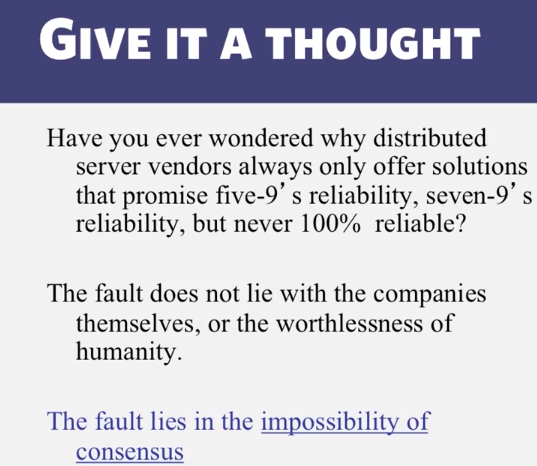 GIVE IT A THOUGHT
Have you ever wondered why distributed
server vendors always only offer solutions
that promise five-9’s reliability, seven-9’s
reliability, but never 100% reliable?
The fault does not lie with the companies
themselves, or the worthlessness of
humanity.
The fault lies in the impossibility of
consensus